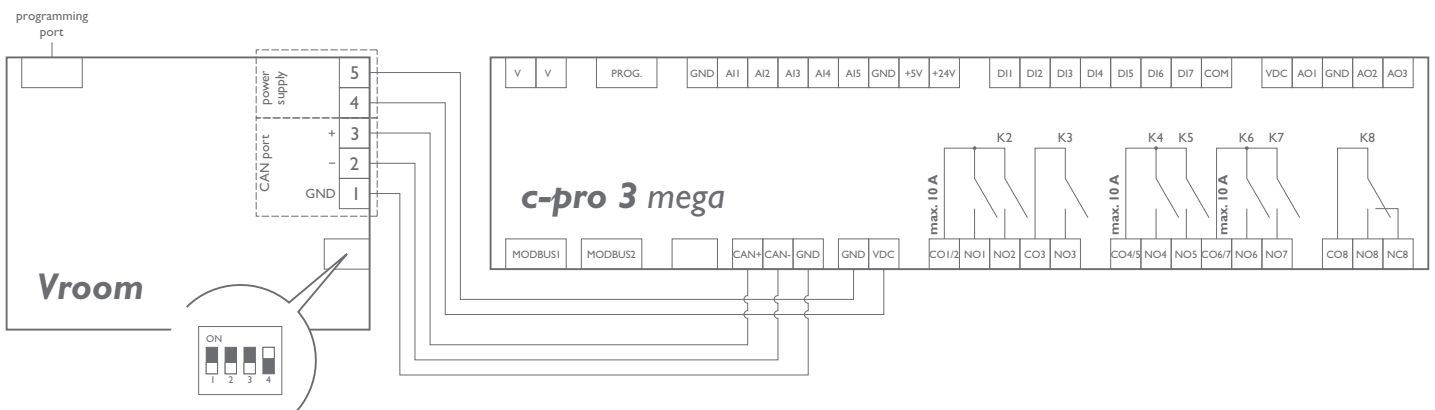 programming
port
power
supply
CAN port
5
4
+ 3
– 2
GND 1
Vroom
ON
1 2 3 4
V V PROG. GND AI1 AI2 AI3 AI4 AI5 GND +5V +24V DI1 DI2 DI3 DI4 DI5 DI6 DI7 COM VDC AO1 GND AO2 AO3
K2 K3 K4 K5 K6 K7 K8
max. 10 A
max. 10 A
max. 10 A
c-pro 3 mega
MODBUS1 MODBUS2 CAN+ CAN- GND GND VDC CO1/2 NO1 NO2 CO3 NO3 CO4/5 NO4 NO5 CO6/7 NO6 NO7 CO8 NO8 NC8